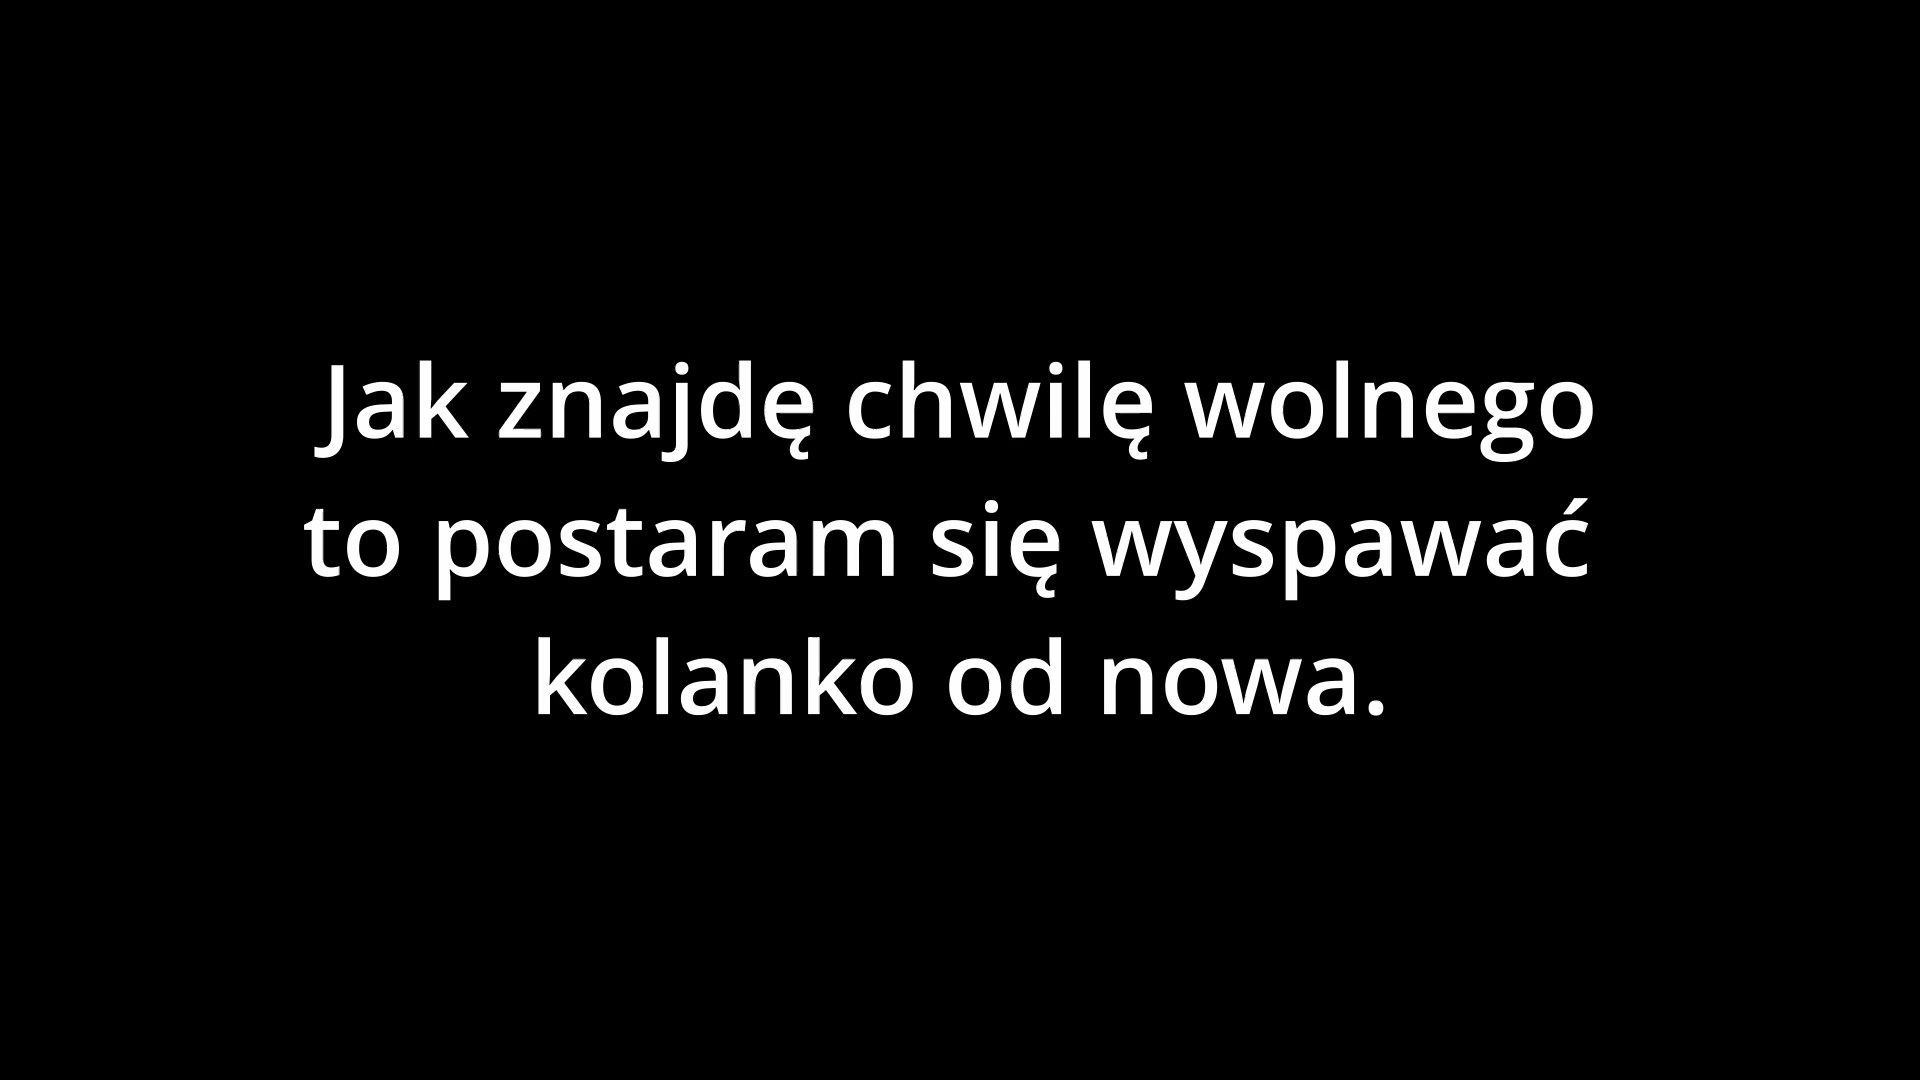 Jak znajdę chwilę wolnego
to postaram się wyspawać
kolanko od nowa.